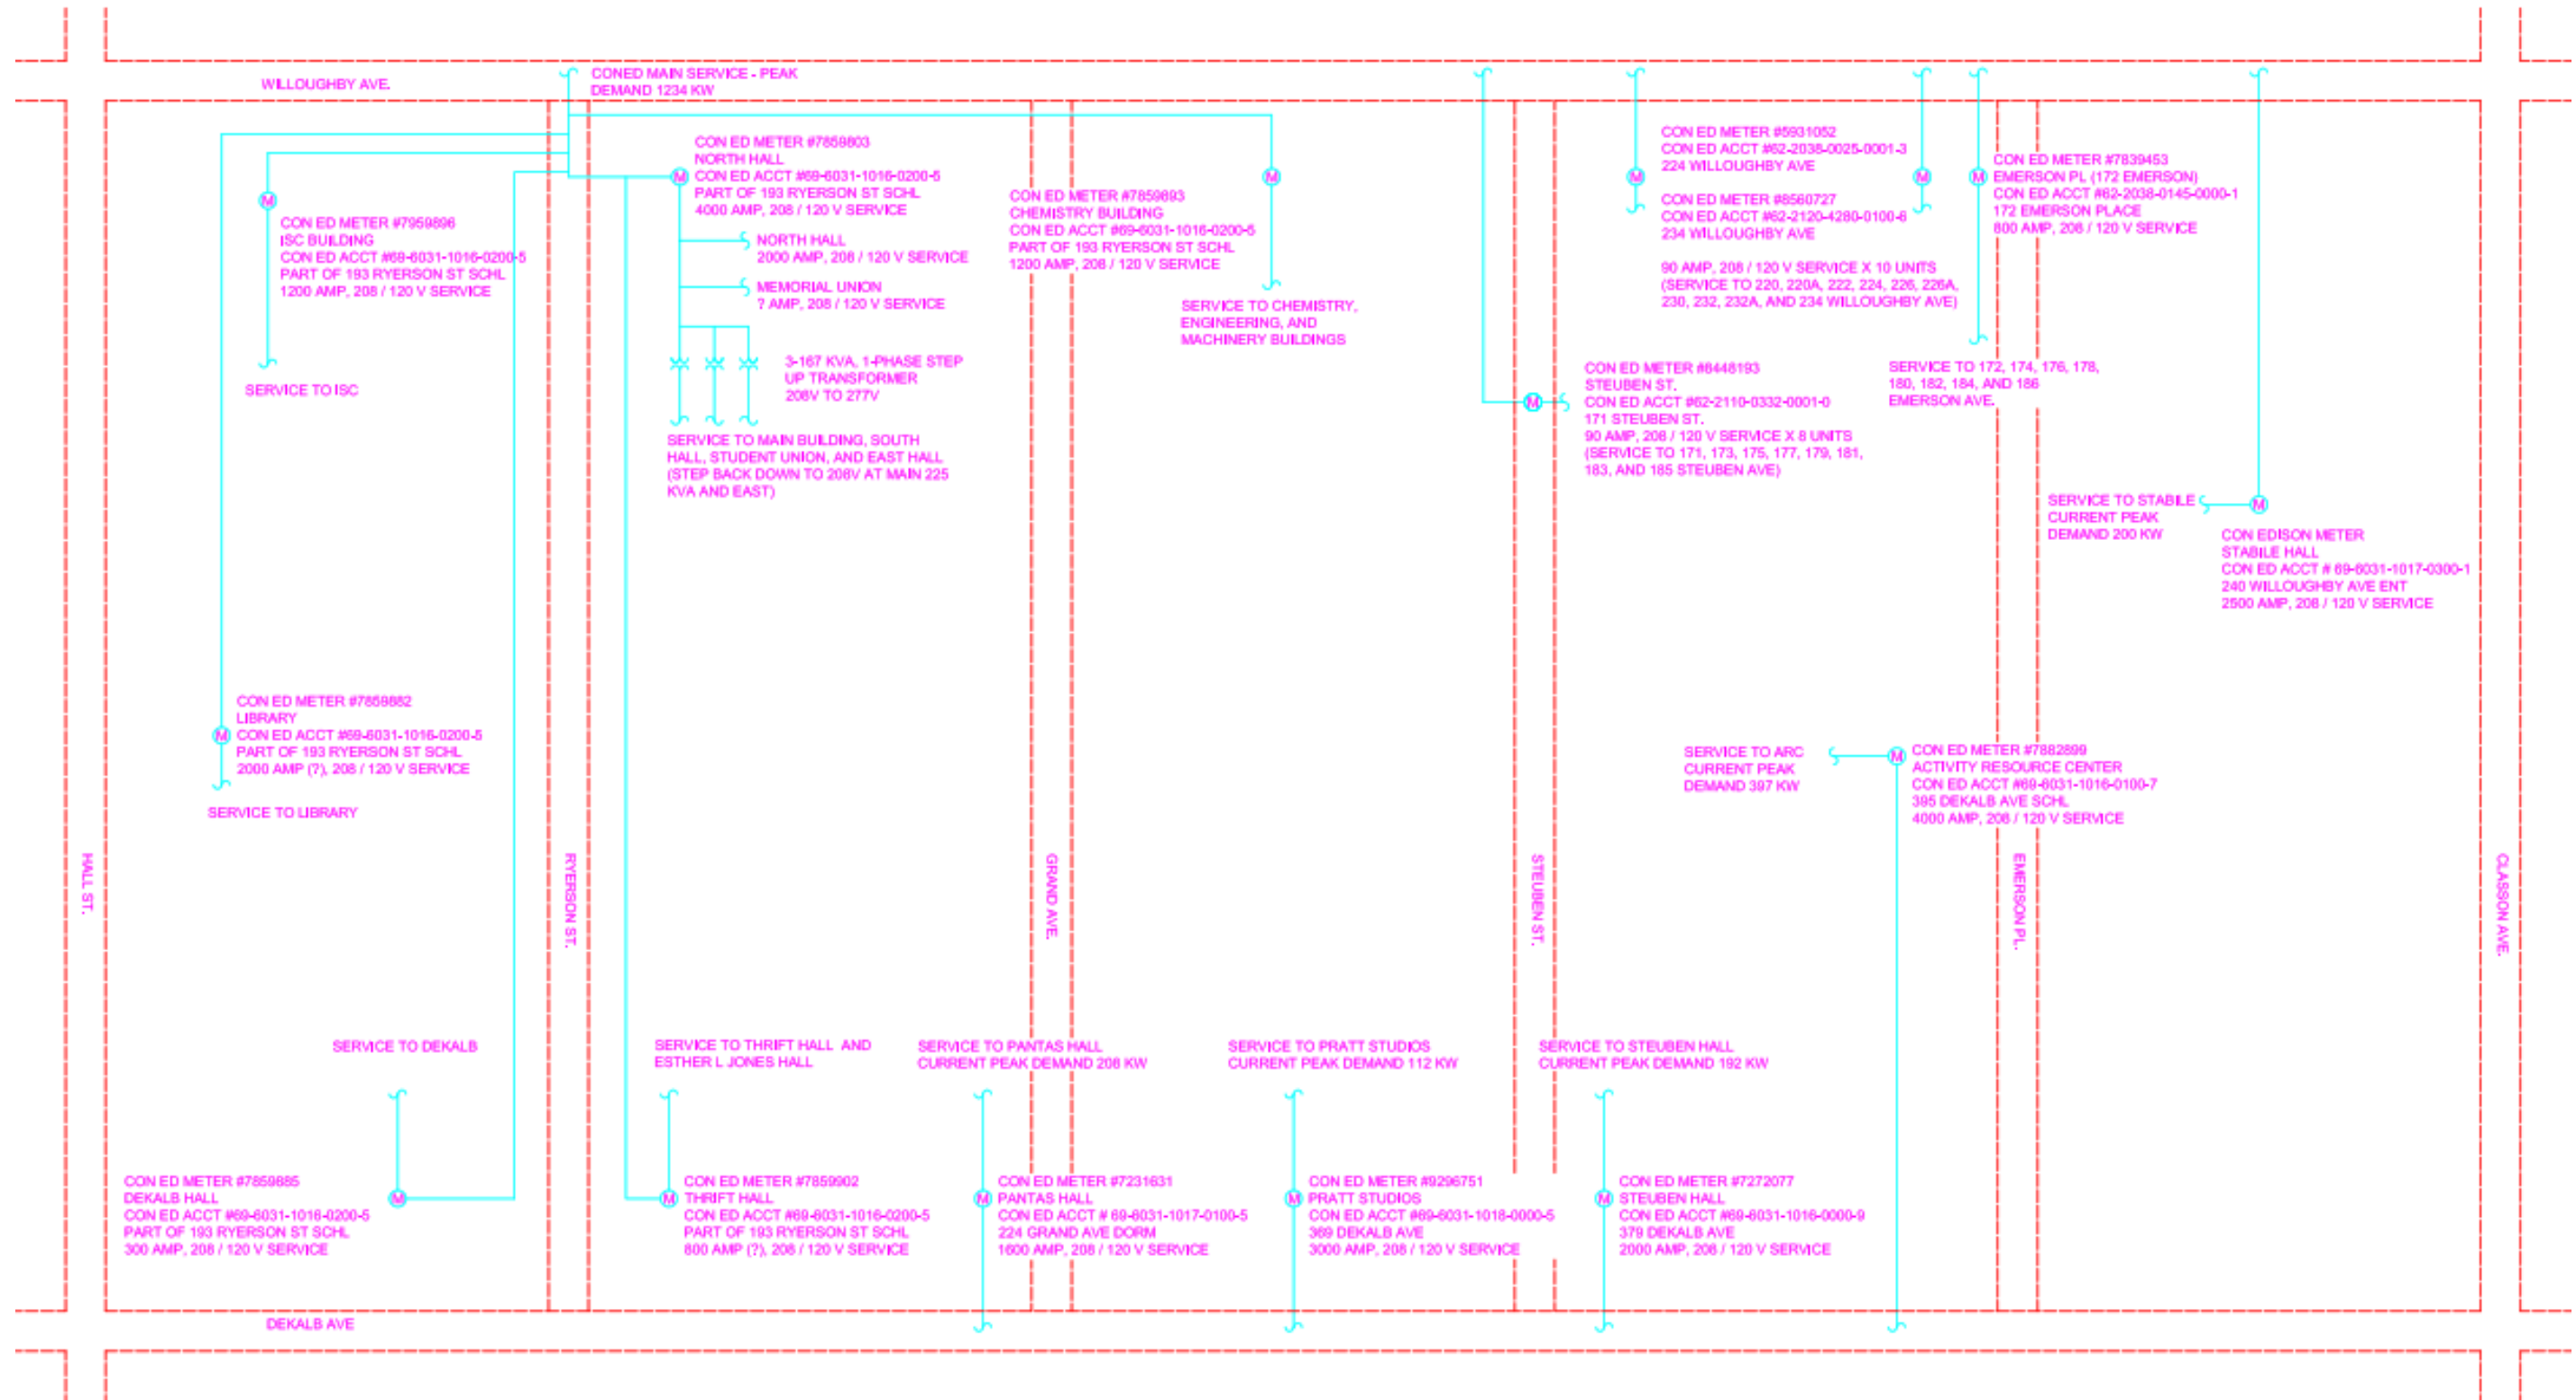 WILLOUGHBY AVE.
CONED MAIN SERVICE - PEAK
DEMAND 1234 KW
CON ED METER #7859803
NORTH HALL
CON ED ACCT #69-6031-1016-0200-5
PART OF 193 RYERSON ST SCHL
4000 AMP, 208 / 120 V SERVICE
NORTH HALL
2000 AMP, 208 / 120 V SERVICE
MEMORIAL UNION
? AMP, 208 / 120 V SERVICE
3-167 KVA, 1-PHASE STEP
UP TRANSFORMER
208V TO 277V
SERVICE TO MAIN BUILDING, SOUTH
HALL, STUDENT UNION, AND EAST HALL
(STEP BACK DOWN TO 208V AT MAIN 225
KVA AND EAST)
M
M
CON ED METER #7959896
ISC BUILDING
CON ED ACCT #69-6031-1016-0200-5
PART OF 193 RYERSON ST SCHL
1200 AMP, 208 / 120 V SERVICE
SERVICE TO ISC
CON ED METER #7859893
CHEMISTRY BUILDING
CON ED ACCT #69-6031-1016-0200-5
PART OF 193 RYERSON ST SCHL
1200 AMP, 208 / 120 V SERVICE
M
SERVICE TO CHEMISTRY,
ENGINEERING, AND
MACHINERY BUILDINGS
M
CON ED METER #5931052
CON ED ACCT #62-2038-0025-0001-3
224 WILLOUGHBY AVE
CON ED METER #8560727
CON ED ACCT #62-2120-4280-0100-6
234 WILLOUGHBY AVE
90 AMP, 208 / 120 V SERVICE X 10 UNITS
(SERVICE TO 220, 220A, 222, 224, 226, 226A,
230, 232, 232A, AND 234 WILLOUGHBY AVE)
M
M
CON ED METER #7839453
EMERSON PL (172 EMERSON)
CON ED ACCT #62-2038-0145-0000-1
172 EMERSON PLACE
800 AMP, 208 / 120 V SERVICE
SERVICE TO 172, 174, 176, 178,
180, 182, 184, AND 186
EMERSON AVE.
M
CON ED METER #8448193
STEUBEN ST.
CON ED ACCT #62-2110-0332-0001-0
171 STEUBEN ST.
90 AMP, 208 / 120 V SERVICE X 8 UNITS
(SERVICE TO 171, 173, 175, 177, 179, 181,
183, AND 185 STEUBEN AVE)
SERVICE TO STABILE
CURRENT PEAK
DEMAND 200 KW
M
CON EDISON METER
STABILE HALL
CON ED ACCT # 69-6031-1017-0300-1
240 WILLOUGHBY AVE ENT
2500 AMP, 208 / 120 V SERVICE
CON ED METER #7859882
LIBRARY
M
CON ED ACCT #69-6031-1016-0200-5
PART OF 193 RYERSON ST SCHL
2000 AMP (?), 208 / 120 V SERVICE
SERVICE TO LIBRARY
SERVICE TO ARC
CURRENT PEAK
DEMAND 397 KW
M
CON ED METER #7882899
ACTIVITY RESOURCE CENTER
CON ED ACCT #69-6031-1016-0100-7
395 DEKALB AVE SCHL
4000 AMP, 208 / 120 V SERVICE
HALL ST.
RYERSON ST.
GRAND AVE.
STEUBEN ST.
EMERSON PL.
CLASSON AVE.
SERVICE TO DEKALB
SERVICE TO THRIFT HALL AND
ESTHER L JONES HALL
SERVICE TO PANTAS HALL
CURRENT PEAK DEMAND 208 KW
SERVICE TO PRATT STUDIOS
CURRENT PEAK DEMAND 112 KW
SERVICE TO STEUBEN HALL
CURRENT PEAK DEMAND 192 KW
CON ED METER #7859885
DEKALB HALL
CON ED ACCT #69-6031-1016-0200-5
PART OF 193 RYERSON ST SCHL
300 AMP, 208 / 120 V SERVICE
M
M
CON ED METER #7859902
THRIFT HALL
CON ED ACCT #69-6031-1016-0200-5
PART OF 193 RYERSON ST SCHL
800 AMP (?), 208 / 120 V SERVICE
M
CON ED METER #7231631
PANTAS HALL
CON ED ACCT # 69-6031-1017-0100-5
224 GRAND AVE DORM
1600 AMP, 208 / 120 V SERVICE
M
CON ED METER #9296751
PRATT STUDIOS
CON ED ACCT #69-6031-1018-0000-5
369 DEKALB AVE
3000 AMP, 208 / 120 V SERVICE
M
CON ED METER #7272077
STEUBEN HALL
CON ED ACCT #69-6031-1016-0000-9
379 DEKALB AVE
2000 AMP, 208 / 120 V SERVICE
DEKALB AVE